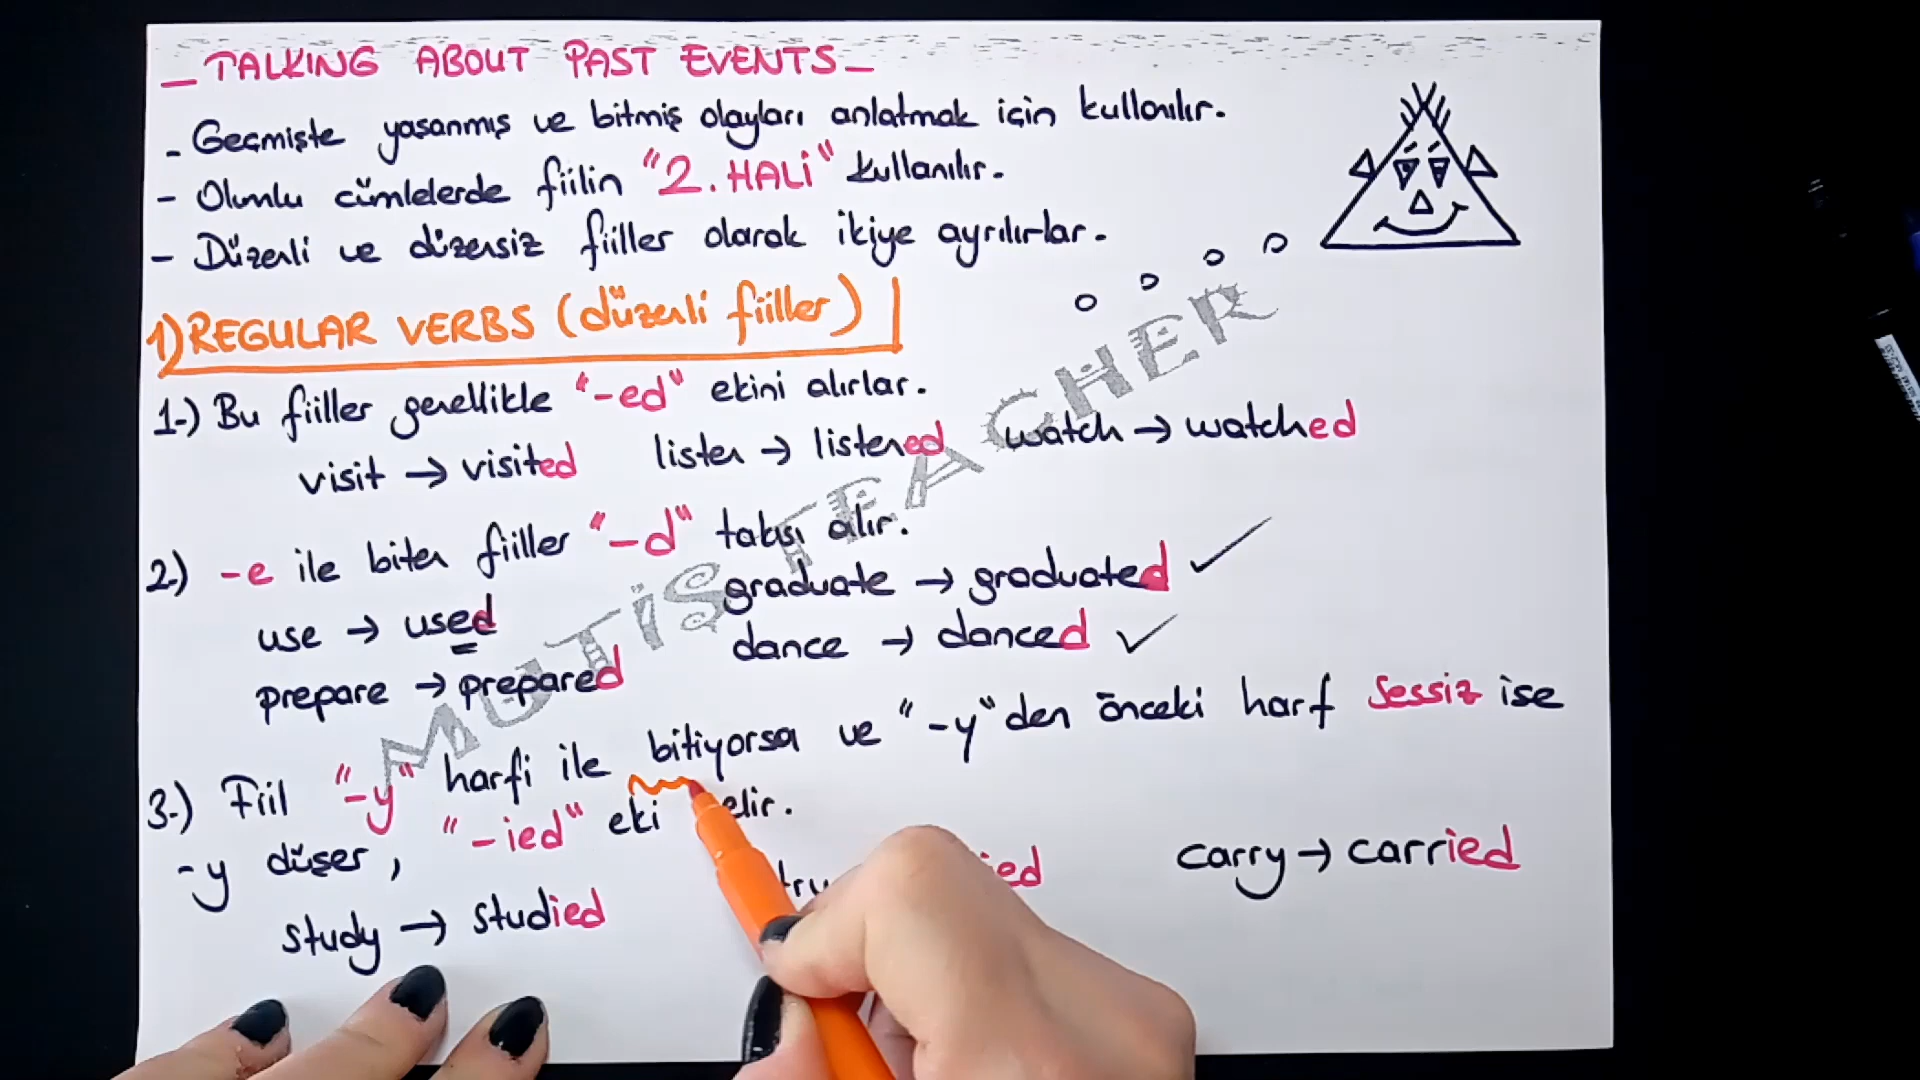 _ TALKING ABOUT PAST EVENTS _
- Geçmişte yaşanmış ve bitmiş olayları anlatmak için kullanılır.
- Olumlu cümlelerde fiilin "2. HALİ" kullanılır.
- Düzenli ve düzensiz fiiller olarak ikiye ayrılırlar.
1) REGULAR VERBS (düzenli fiiller)
1-) Bu fiiller genellikle "-ed" ekini alırlar.
visit → visited listen → listened watch → watched
2-) -e ile biten fiiller "-d" takısı alır.
use → used graduate → graduated ✓
prepare → prepared dance → danced ✓
3-) Fiil "-y" harfi ile bitiyorsa ve "-y"den önceki harf sessiz ise
-y düşer, "-ied" eki
study → studied carry → carried
MUTİŞ TEACHER